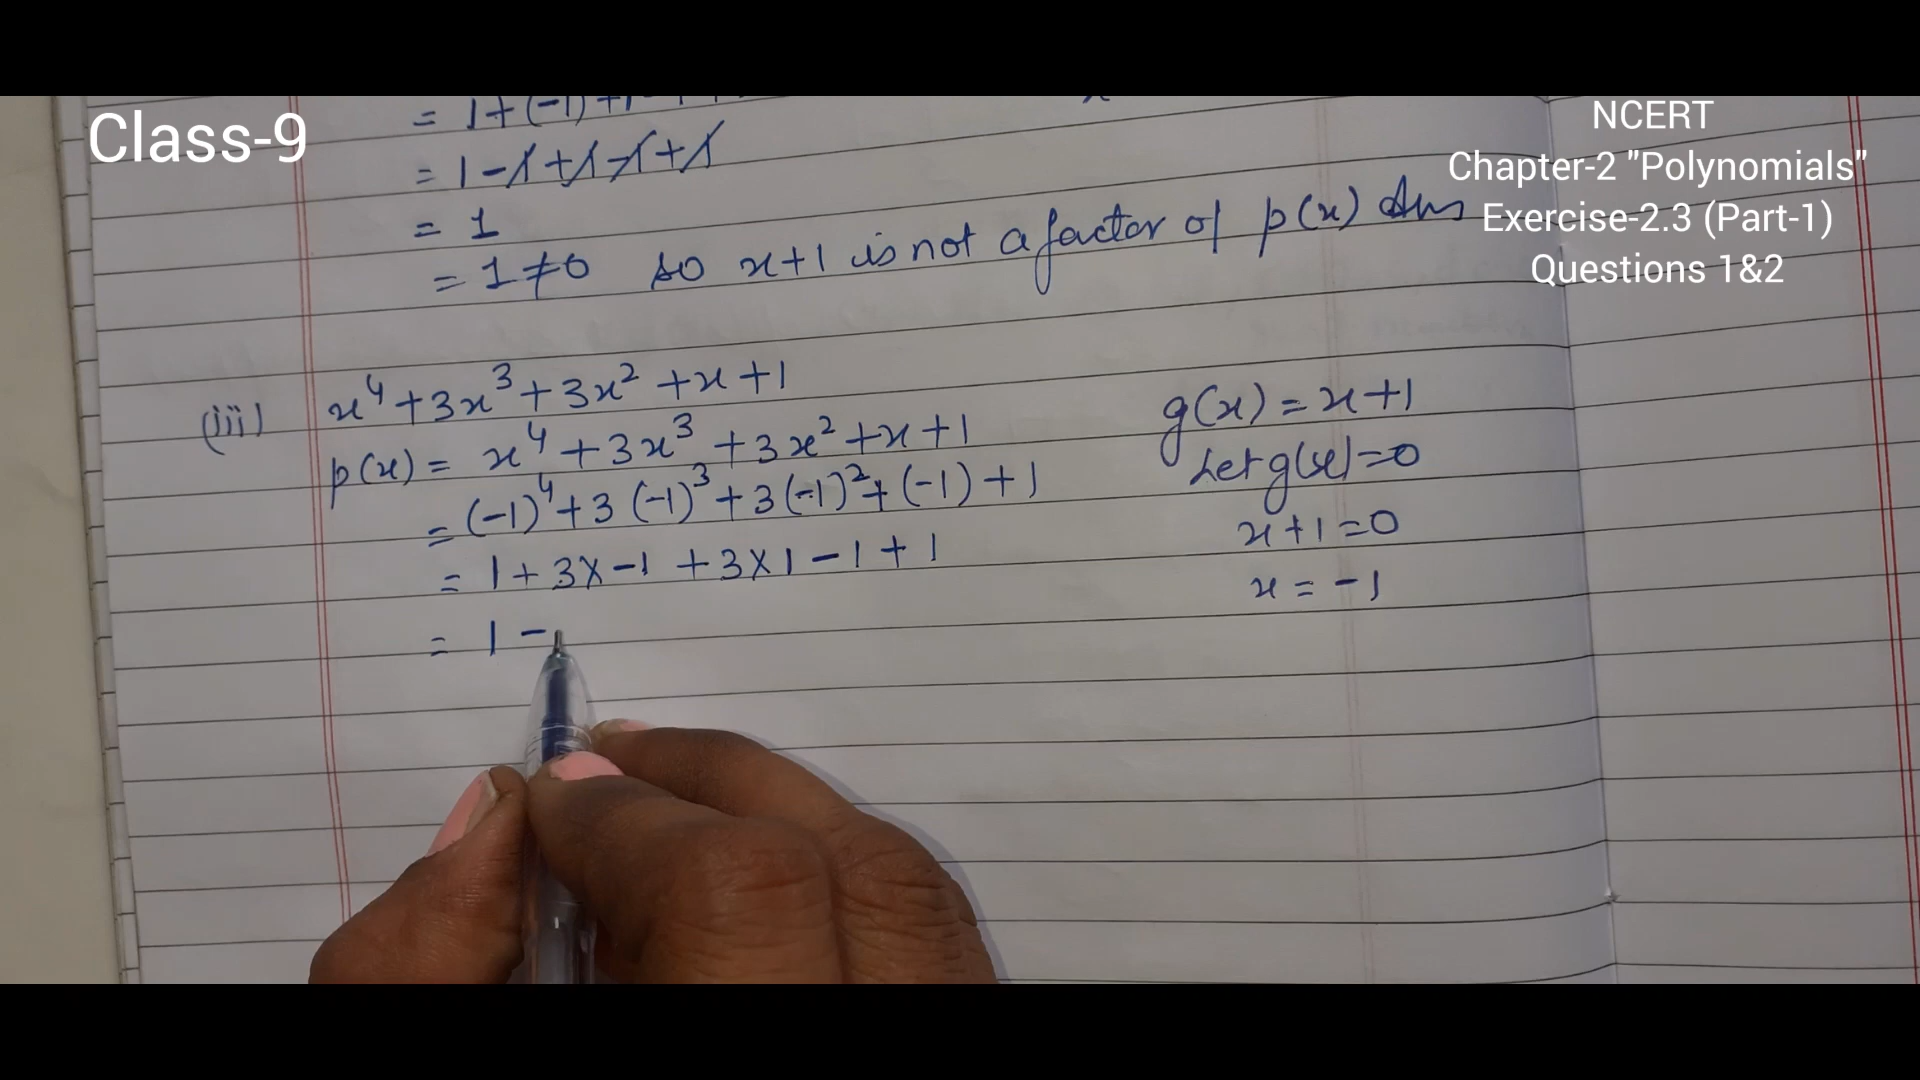 Class-9
NCERT
Chapter-2 "Polynomials"
Exercise-2.3 (Part-1)
Questions 1&2
= 1+(-1)+1
= 1-1+1-1+1
= 1
= 1≠0 so x+1 is not a factor of p(x) Ans
(iii) x⁴+3x³+3x²+x+1
p(x) = x⁴+3x³+3x²+x+1
= (-1)⁴+3(-1)³+3(-1)²+(-1)+1
= 1+3×-1+3×1-1+1
= 1-
g(x)=x+1
Let g(x)=0
x+1=0
x=-1